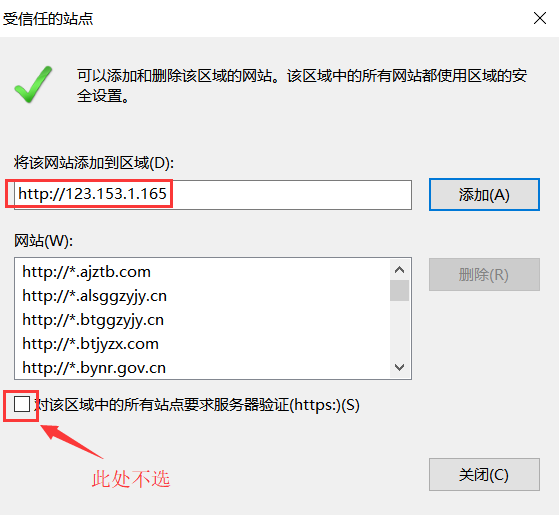 受信任的站点
可以添加和删除该区域的网站。该区域中的所有网站都使用区域的安
全设置。
将该网站添加到区域(D):
http://123.153.1.165
添加(A)
网站(W):
http://*.ajztb.com
http://*.alsggzyjy.cn
http://*.btggzyjy.cn
http://*.btjyzx.com
http://*.bynr.gov.cn
删除(R)
对该区域中的所有站点要求服务器验证(https:)(S)
此处不选
关闭(C)